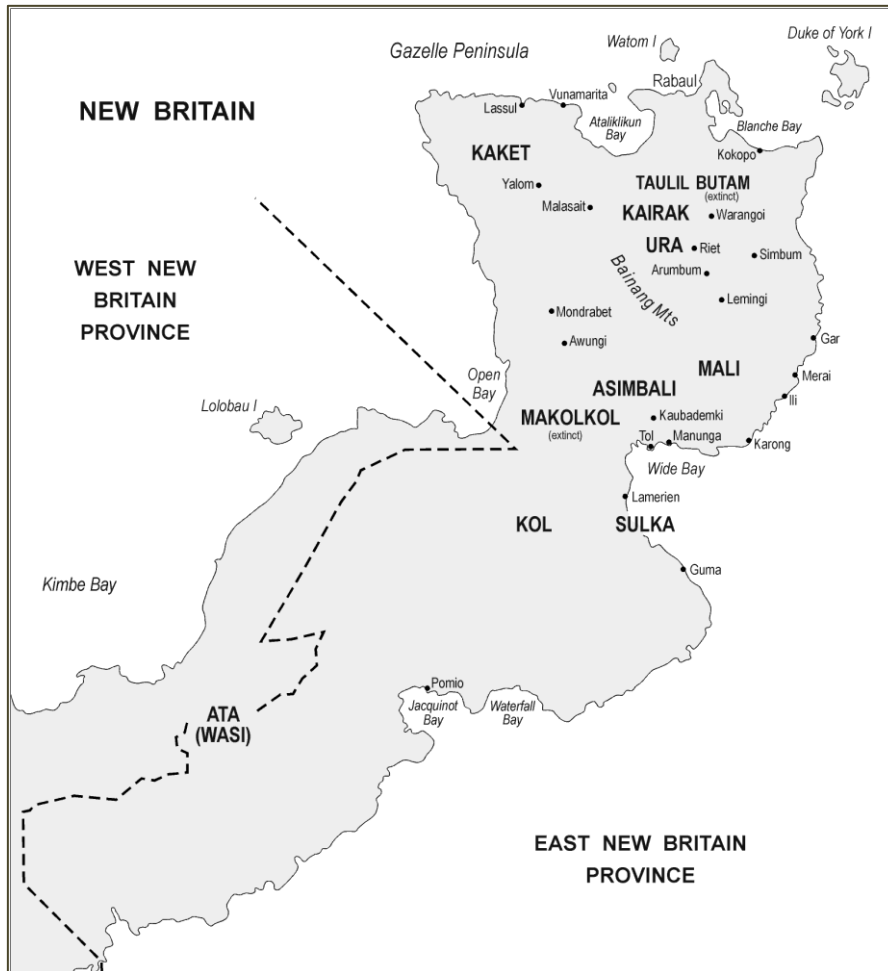 Duke of York I
Watom I
Gazelle Peninsula
Rabaul
Vunamarita
Lassul
NEW BRITAIN
Ataliklikun
Bay
Blanche Bay
Kokopo
KAKET
Yalom
TAULIL BUTAM
(extinct)
Malasait
KAIRAK
Warangoi
URA
Riet
Simbum
Arumbum
Bainang Mts
Lemingi
WEST NEW
BRITAIN
PROVINCE
Mondrabet
Awungi
Gar
MALI
Merai
Open
Bay
ASIMBALI
Ili
Lolobau I
MAKOLKOL
(extinct)
Kaubademki
Tol
Manunga
Karong
Wide Bay
Lamerien
KOL
SULKA
Guma
Kimbe Bay
Pomio
Jacquinot
Bay
Waterfall
Bay
ATA
(WASI)
EAST NEW BRITAIN
PROVINCE